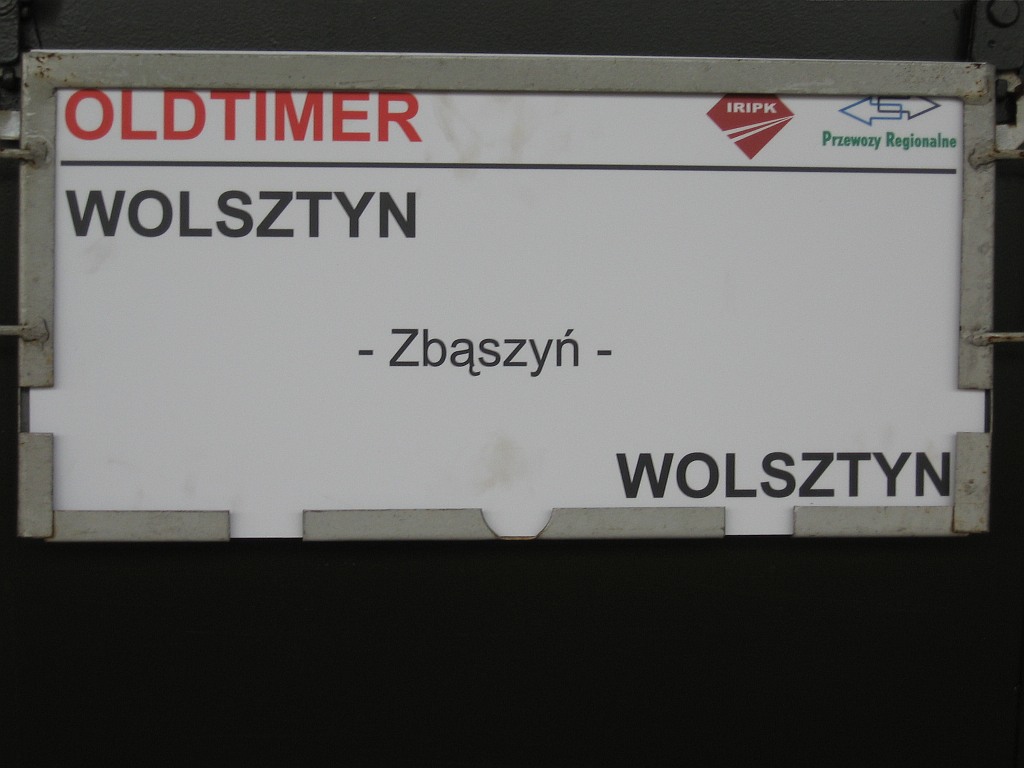 OLDTIMER
IRIPK
Przewozy Regionalne
WOLSZTYN
- Zbąszyń -
WOLSZTYN